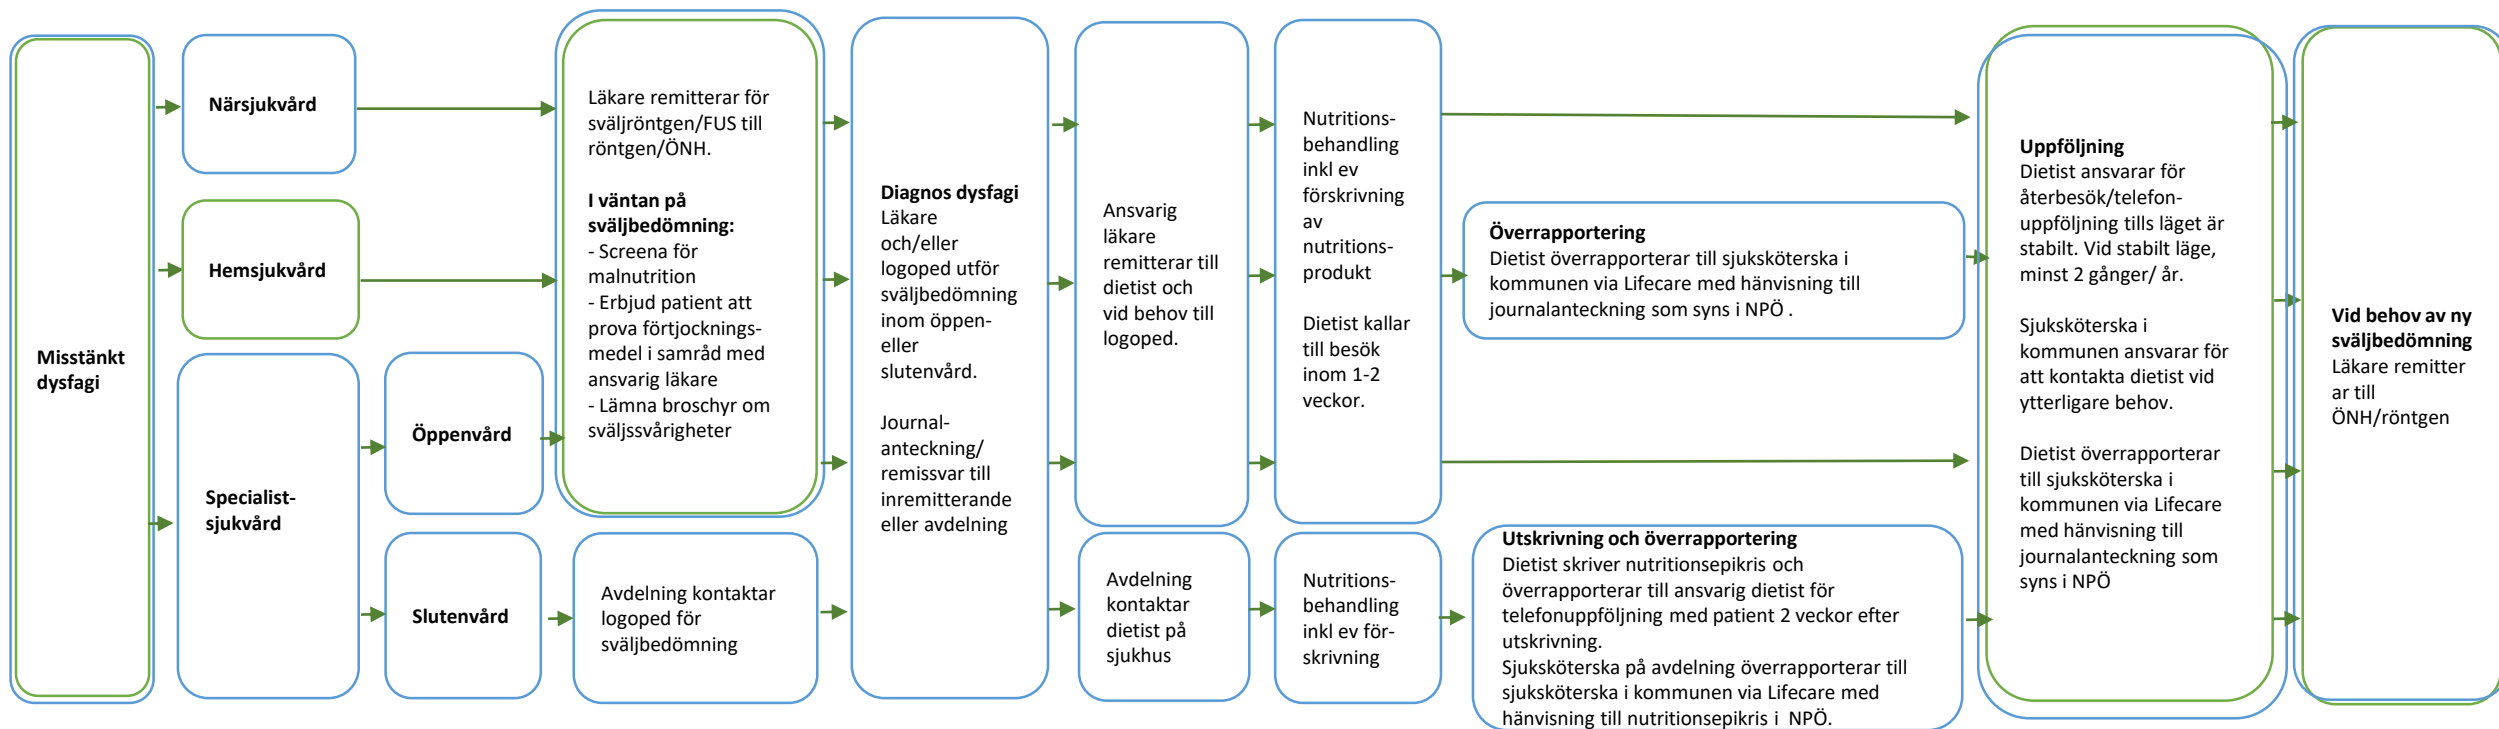 Misstänkt
dysfagi
Närsjukvård
Hemsjukvård
Specialist-
sjukvård
Öppenvård
Slutenvård
Läkare remitterar för
sväljröntgen/FUS till
röntgen/ÖNH.
I väntan på
sväljbedömning:
- Screena för
malnutrition
- Erbjud patient att
prova förtjocknings-
medel i samråd med
ansvarig läkare
- Lämna broschyr om
sväljssvårigheter
Avdelning kontaktar
logoped för
sväljbedömning
Diagnos dysfagi
Läkare
och/eller
logoped utför
sväljbedömning
inom öppen-
eller
slutenvård.
Journal-
anteckning/
remissvar till
inremitterande
eller avdelning
Ansvarig
läkare
remitterar till
dietist och
vid behov till
logoped.
Avdelning
kontaktar
dietist på
sjukhus
Nutritions-
behandling
inkl ev
förskrivning
av
nutritions-
produkt
Dietist kallar
till besök
inom 1-2
veckor.
Nutritions-
behandling
inkl ev för-
skrivning
Överrapportering
Dietist överrapporterar till sjuksköterska i
kommunen via Lifecare med hänvisning till
journalanteckning som syns i NPÖ .
Utskrivning och överrapportering
Dietist skriver nutritionsepikris och
överrapporterar till ansvarig dietist för
telefonuppföljning med patient 2 veckor efter
utskrivning.
Sjuksköterska på avdelning överrapporterar till
sjuksköterska i kommunen via Lifecare med
hänvisning till nutritionsepikris i NPÖ.
Uppföljning
Dietist ansvarar för
återbesök/telefon-
uppföljning tills läget är
stabilt. Vid stabilt läge,
minst 2 gånger/ år.
Sjuksköterska i
kommunen ansvarar för
att kontakta dietist vid
ytterligare behov.
Dietist överrapporterar
till sjuksköterska i
kommunen via Lifecare
med hänvisning till
journalanteckning som
syns i NPÖ
Vid behov av ny
sväljbedömning
Läkare remitter
ar till
ÖNH/röntgen